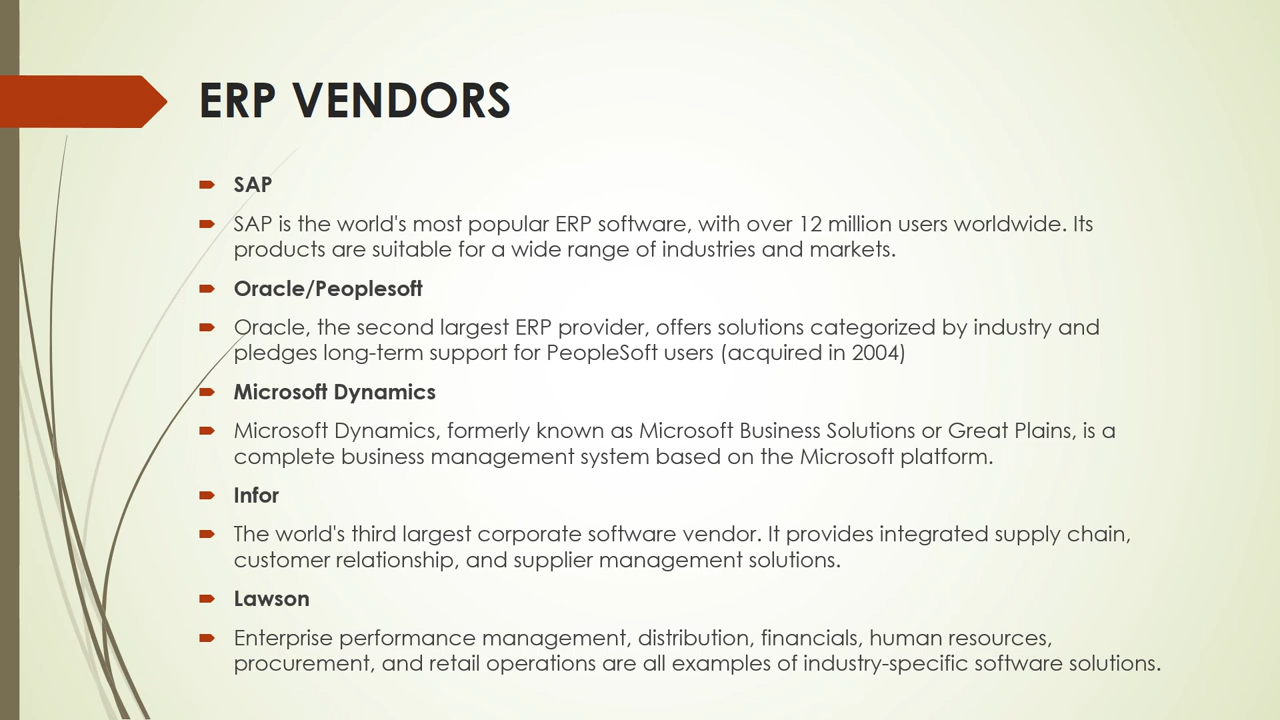 ERP VENDORS
SAP
SAP is the world's most popular ERP software, with over 12 million users worldwide. Its
products are suitable for a wide range of industries and markets.
Oracle/Peoplesoft
Oracle, the second largest ERP provider, offers solutions categorized by industry and
pledges long-term support for PeopleSoft users (acquired in 2004)
Microsoft Dynamics
Microsoft Dynamics, formerly known as Microsoft Business Solutions or Great Plains, is a
complete business management system based on the Microsoft platform.
Infor
The world's third largest corporate software vendor. It provides integrated supply chain,
customer relationship, and supplier management solutions.
Lawson
Enterprise performance management, distribution, financials, human resources,
procurement, and retail operations are all examples of industry-specific software solutions.